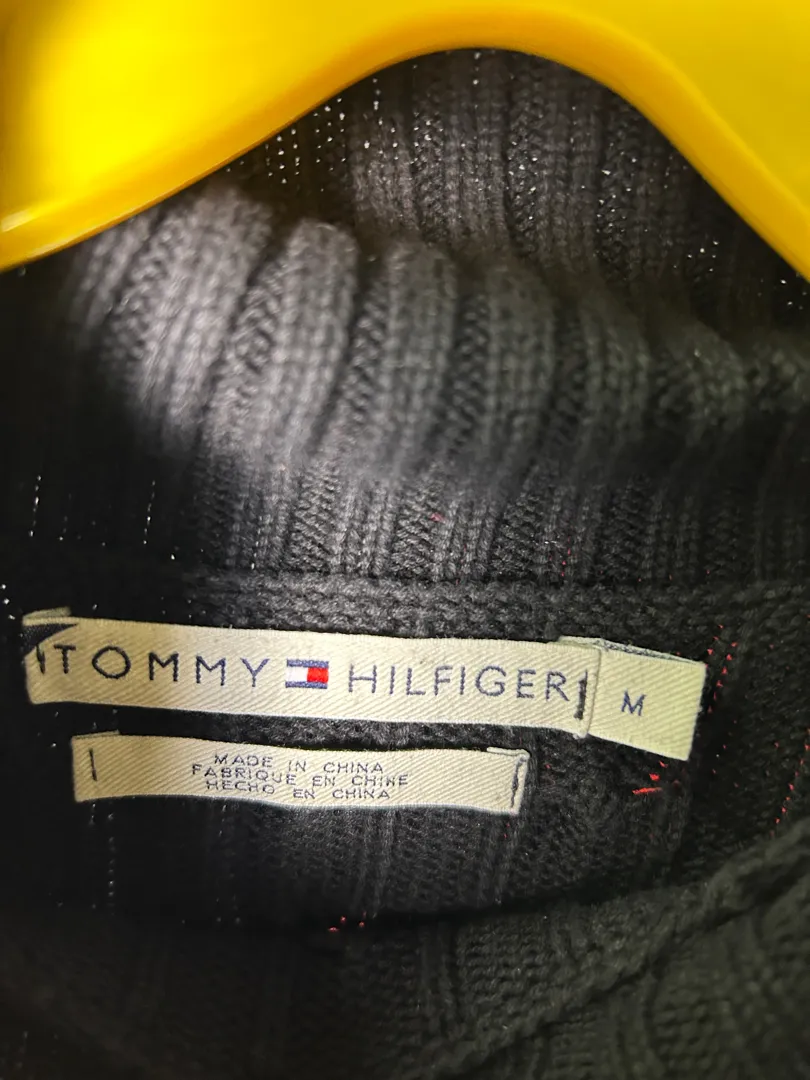 TOMMY HILFIGER
M
MADE IN CHINA
FABRIQUE EN CHINE
HECHO EN CHINA